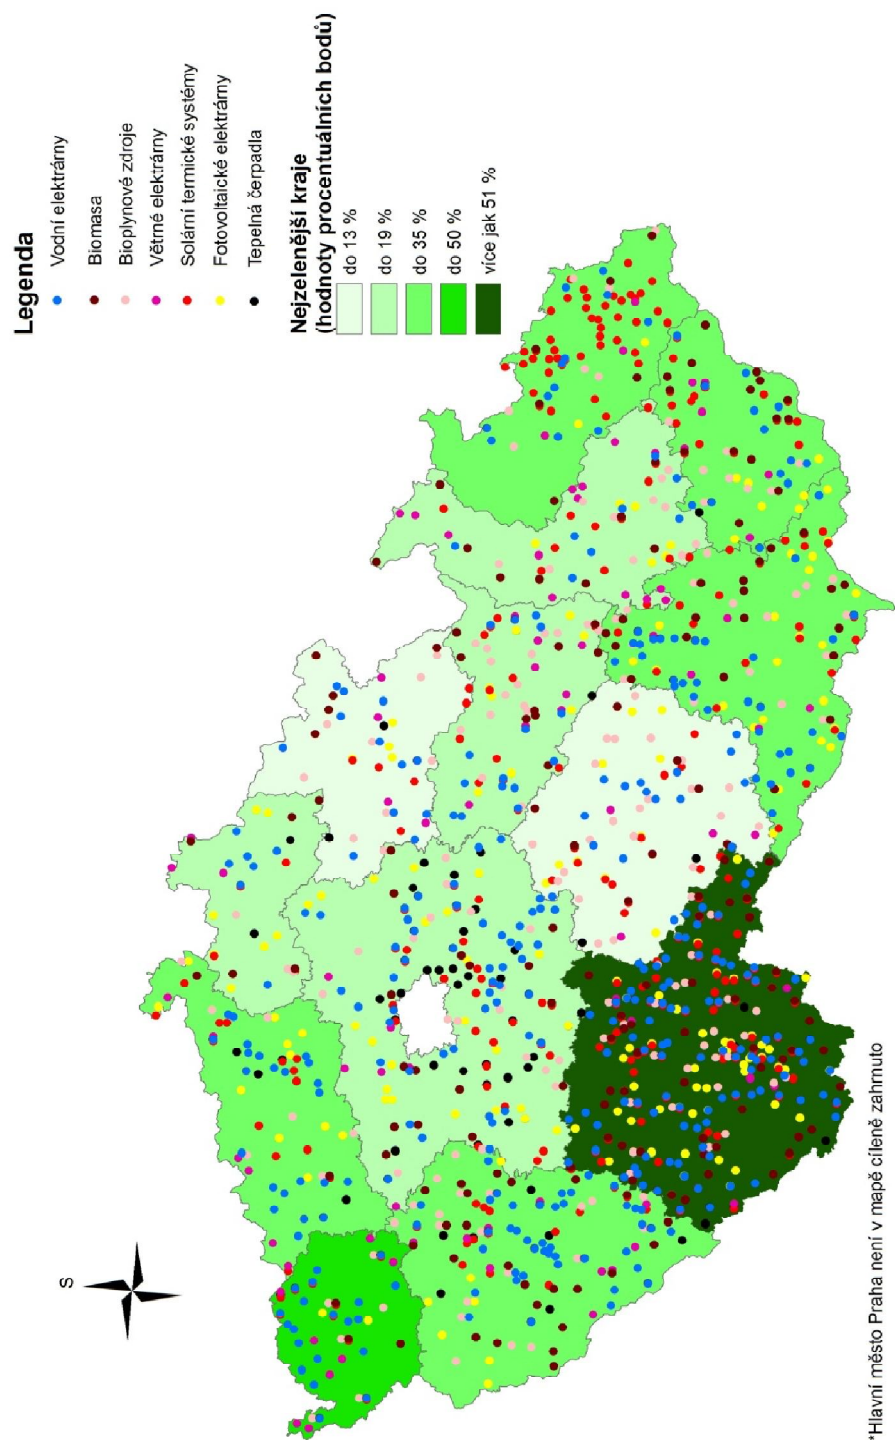 Legenda
Vodní elektrárny
Biomasa
Bioplynové zdroje
Větrné elektrárny
Solární termické systémy
Fotovoltaické elektrárny
Tepelná čerpadla
Nejzelenější kraje
(hodnoty procentuálních bodů)
do 13 %
do 19 %
do 35 %
do 50 %
více jak 51 %
S
*Hlavní město Praha není v mapě cíleně zahrnuto